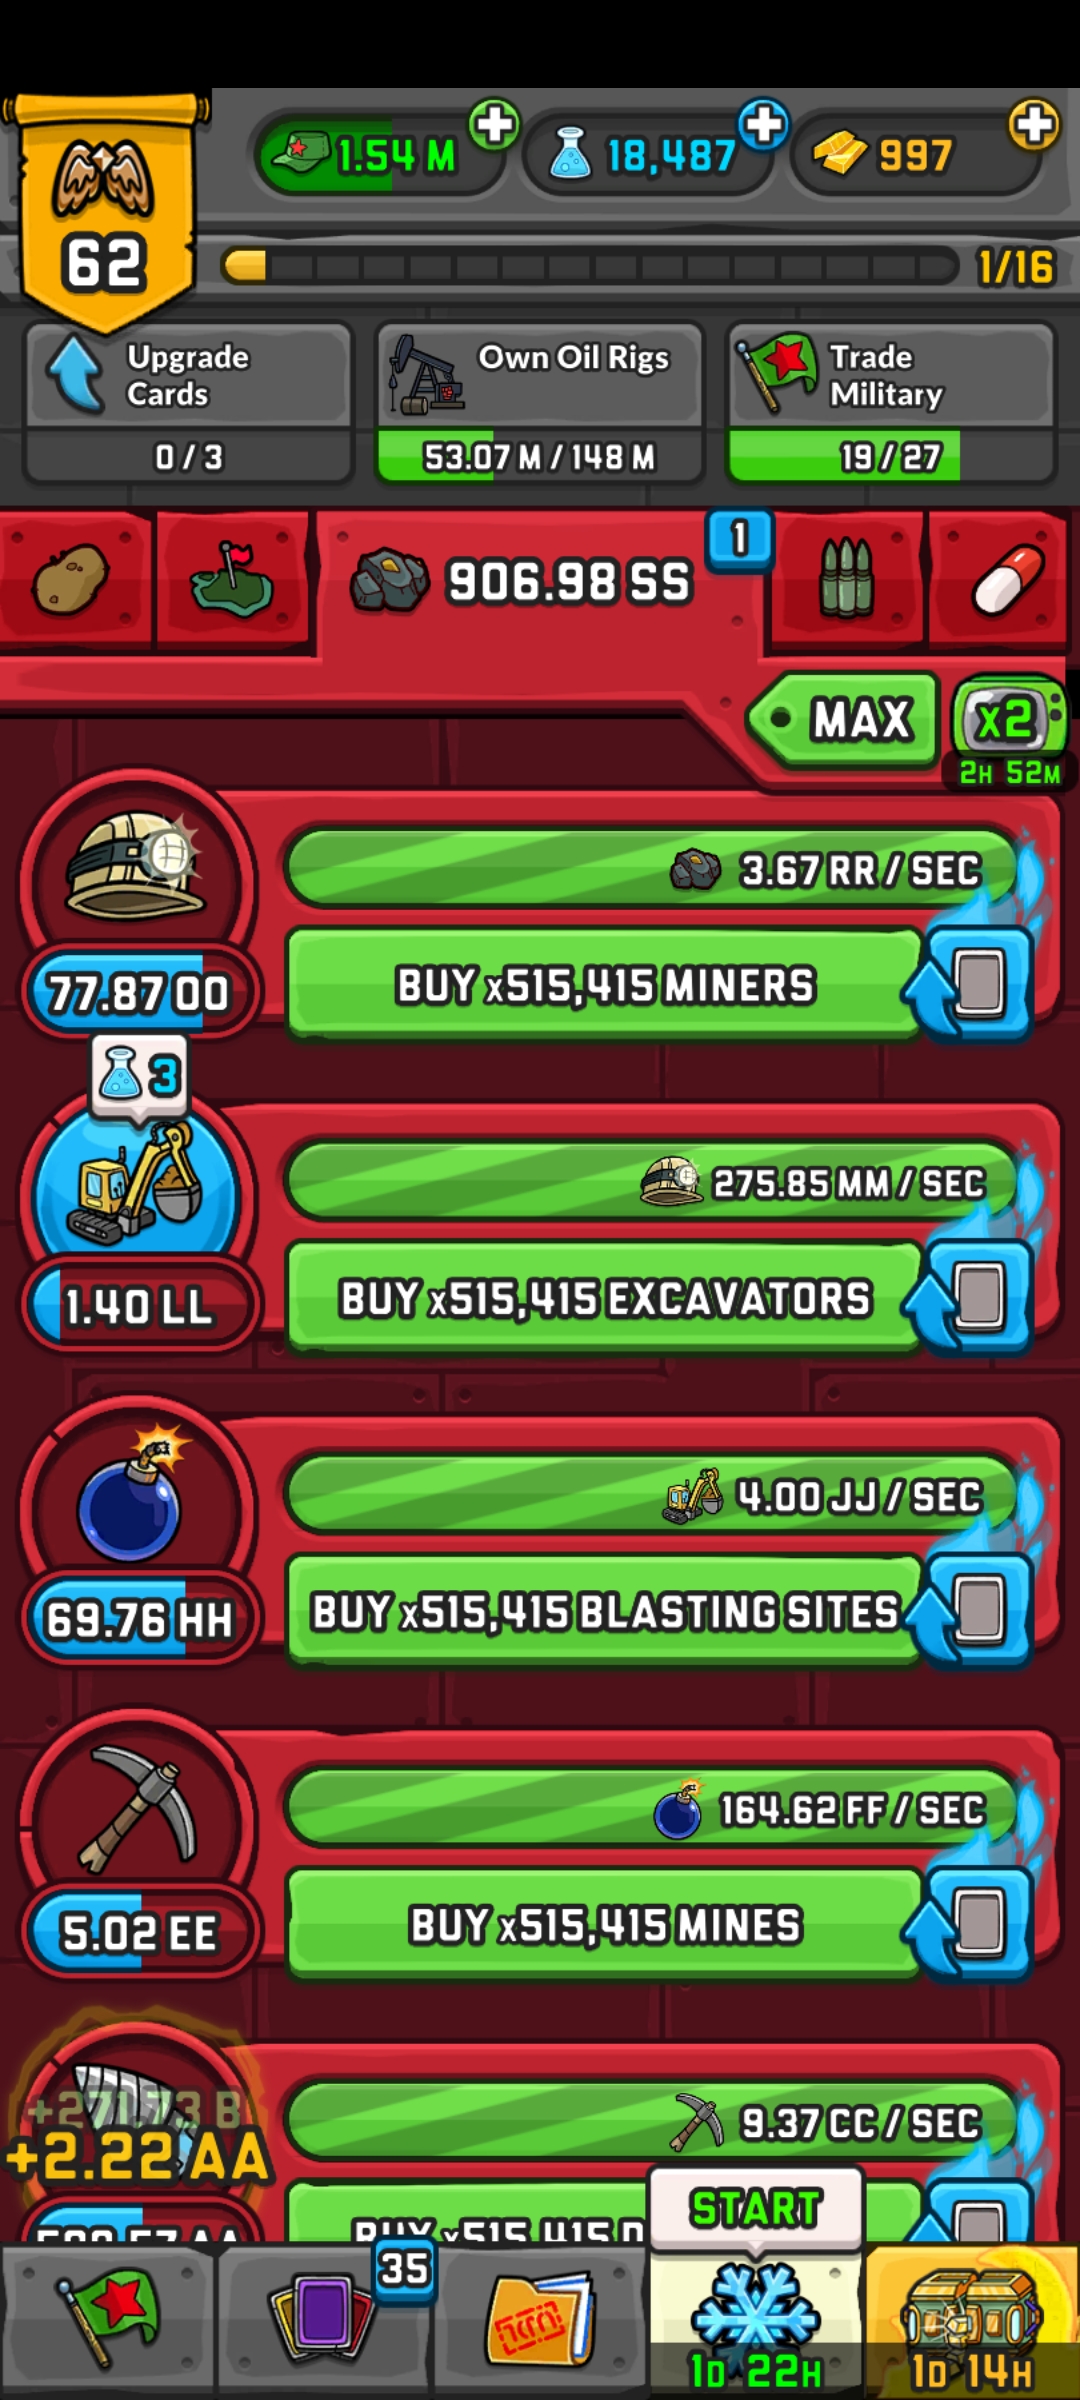 1.54 M
18,487
997
62
1/16
Upgrade
Cards
0 / 3
Own Oil Rigs
53.07 M / 148 M
Trade
Military
19 / 27
906.98 SS
1
MAX
x2
2H 52M
3.67 RR / SEC
77.87 OO
BUY x515,415 MINERS
3
275.85 MM / SEC
1.40 LL
BUY x515,415 EXCAVATORS
4.00 JJ / SEC
69.76 HH
BUY x515,415 BLASTING SITES
164.62 FF / SEC
5.02 EE
BUY x515,415 MINES
+271.73 B
+2.22 AA
9.37 CC / SEC
BUY x515,415
START
35
1D 22H
1D 14H